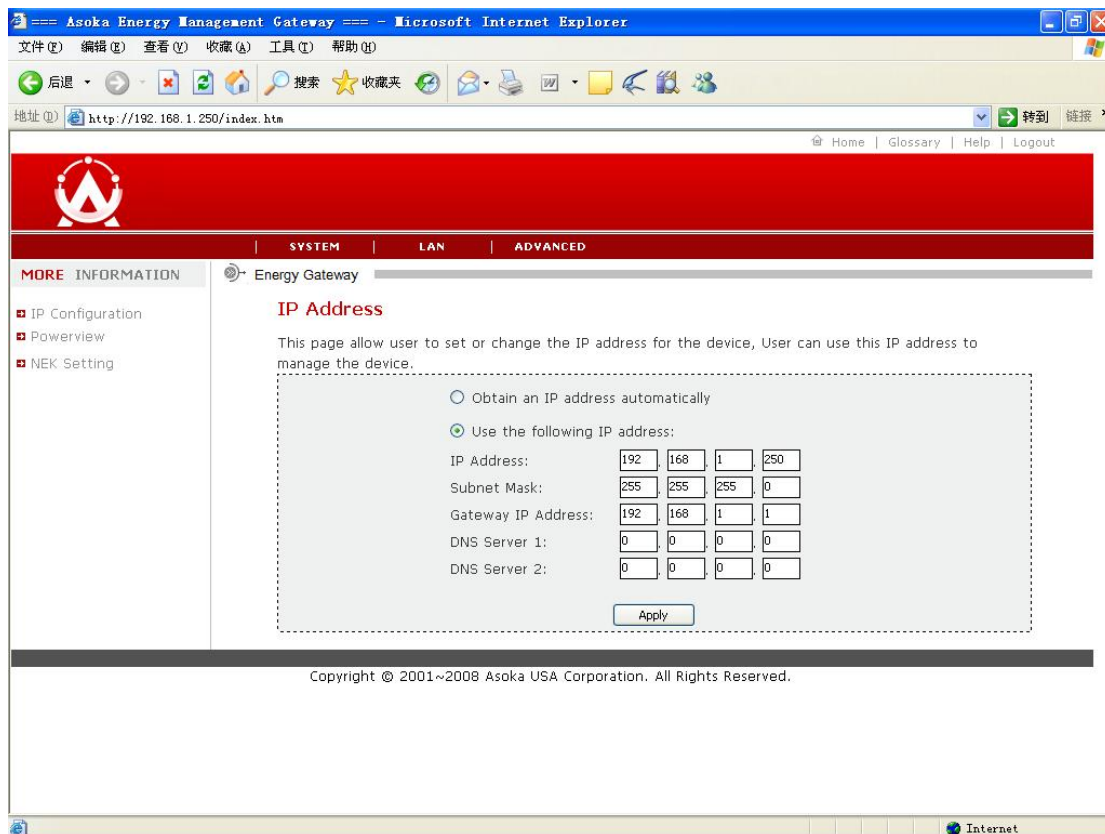 === Asoka Energy Management Gateway === - Microsoft Internet Explorer
文件(F) 编辑(E) 查看(V) 收藏(A) 工具(T) 帮助(H)
后退 搜索 收藏夹
地址(D) http://192.168.1.250/index.htm 转到 链接
Home | Glossary | Help | Logout
| SYSTEM | LAN | ADVANCED
MORE INFORMATION
Energy Gateway
IP Configuration
Powerview
NEK Setting
IP Address
This page allow user to set or change the IP address for the device, User can use this IP address to
manage the device.
Obtain an IP address automatically
Use the following IP address:
IP Address: 192 . 168 . 1 . 250
Subnet Mask: 255 . 255 . 255 . 0
Gateway IP Address: 192 . 168 . 1 . 1
DNS Server 1: 0 . 0 . 0 . 0
DNS Server 2: 0 . 0 . 0 . 0
Apply
Copyright © 2001~2008 Asoka USA Corporation. All Rights Reserved.
Internet